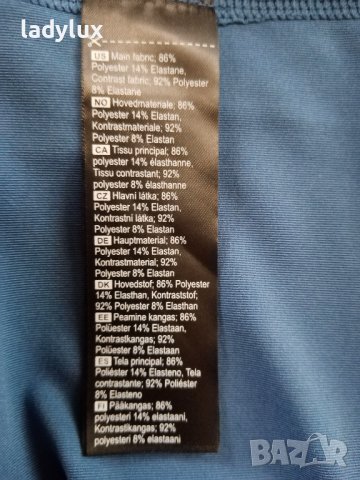 ladylux
US Main fabric; 86%
Polyester 14% Elastane,
Contrast fabric; 92% Polyester
8% Elastane
NO Hovedmateriale; 86%
Polyester 14% Elastan,
Kontrastmateriale; 92%
Polyester 8% Elastan
CA Tissu principal; 86%
polyester 14% élasthanne,
Tissu contrastant; 92%
polyester 8% élasthanne
CZ Hlavní látka; 86%
Polyester 14% Elastan,
Kontrastní látka; 92%
Polyester 8% Elastan
DE Hauptmaterial; 86%
Polyester 14% Elasthan,
Kontrastmaterial; 92%
Polyester 8% Elasthan
DK Hovedstof; 86% Polyester
14% Elasthan, Kontraststof;
92% Polyester 8% Elasthan
EE Peamine kangas; 86%
Polüester 14% Elastaan,
Kontrastkangas; 92%
Polüester 8% Elastaan
ES Tela principal; 86%
Poliéster 14% Elasteno, Tela
contrastante; 92% Poliéster
8% Elasteno
FI Pääkangas; 86%
polyesteri 14% elastaani,
Kontrastikangas; 92%
polyesteri 8% elastaani
BAZAR